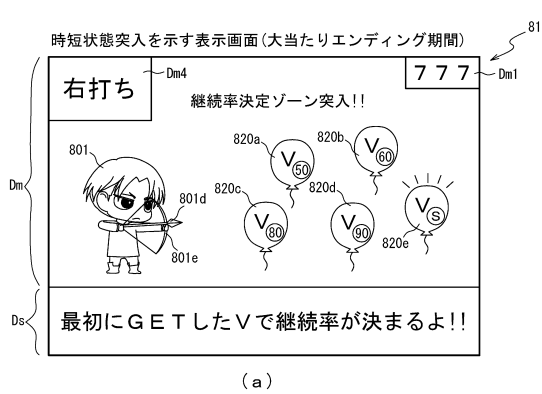 時短状態突入を示す表示画面(大当たりエンディング期間)
81
右打ち
Dm4
777
Dm1
継続率決定ゾーン突入!!
Dm
801
801d
801e
820a
V
50
820b
V
60
820c
V
80
820d
V
90
820e
V
S
Ds
最初にGETしたVで継続率が決まるよ!!
(a)